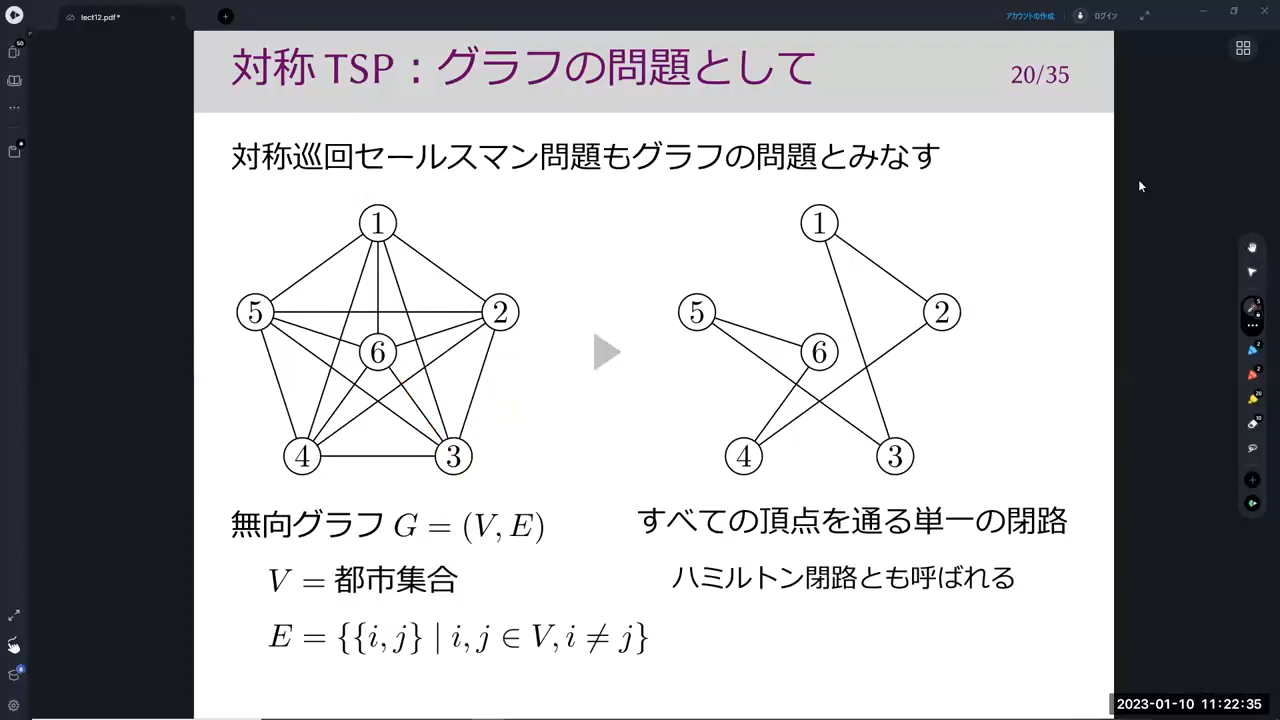 lect12.pdf*
アカウントの作成
ログイン
対称 TSP：グラフの問題として
20/35
対称巡回セールスマン問題もグラフの問題とみなす
1
5
2
6
4
3
1
5
2
6
4
3
無向グラフ G = (V, E)
すべての頂点を通る単一の閉路
V = 都市集合
ハミルトン閉路とも呼ばれる
E = {{i, j} | i, j ∈ V, i ≠ j}
2023-01-10 11:22:35